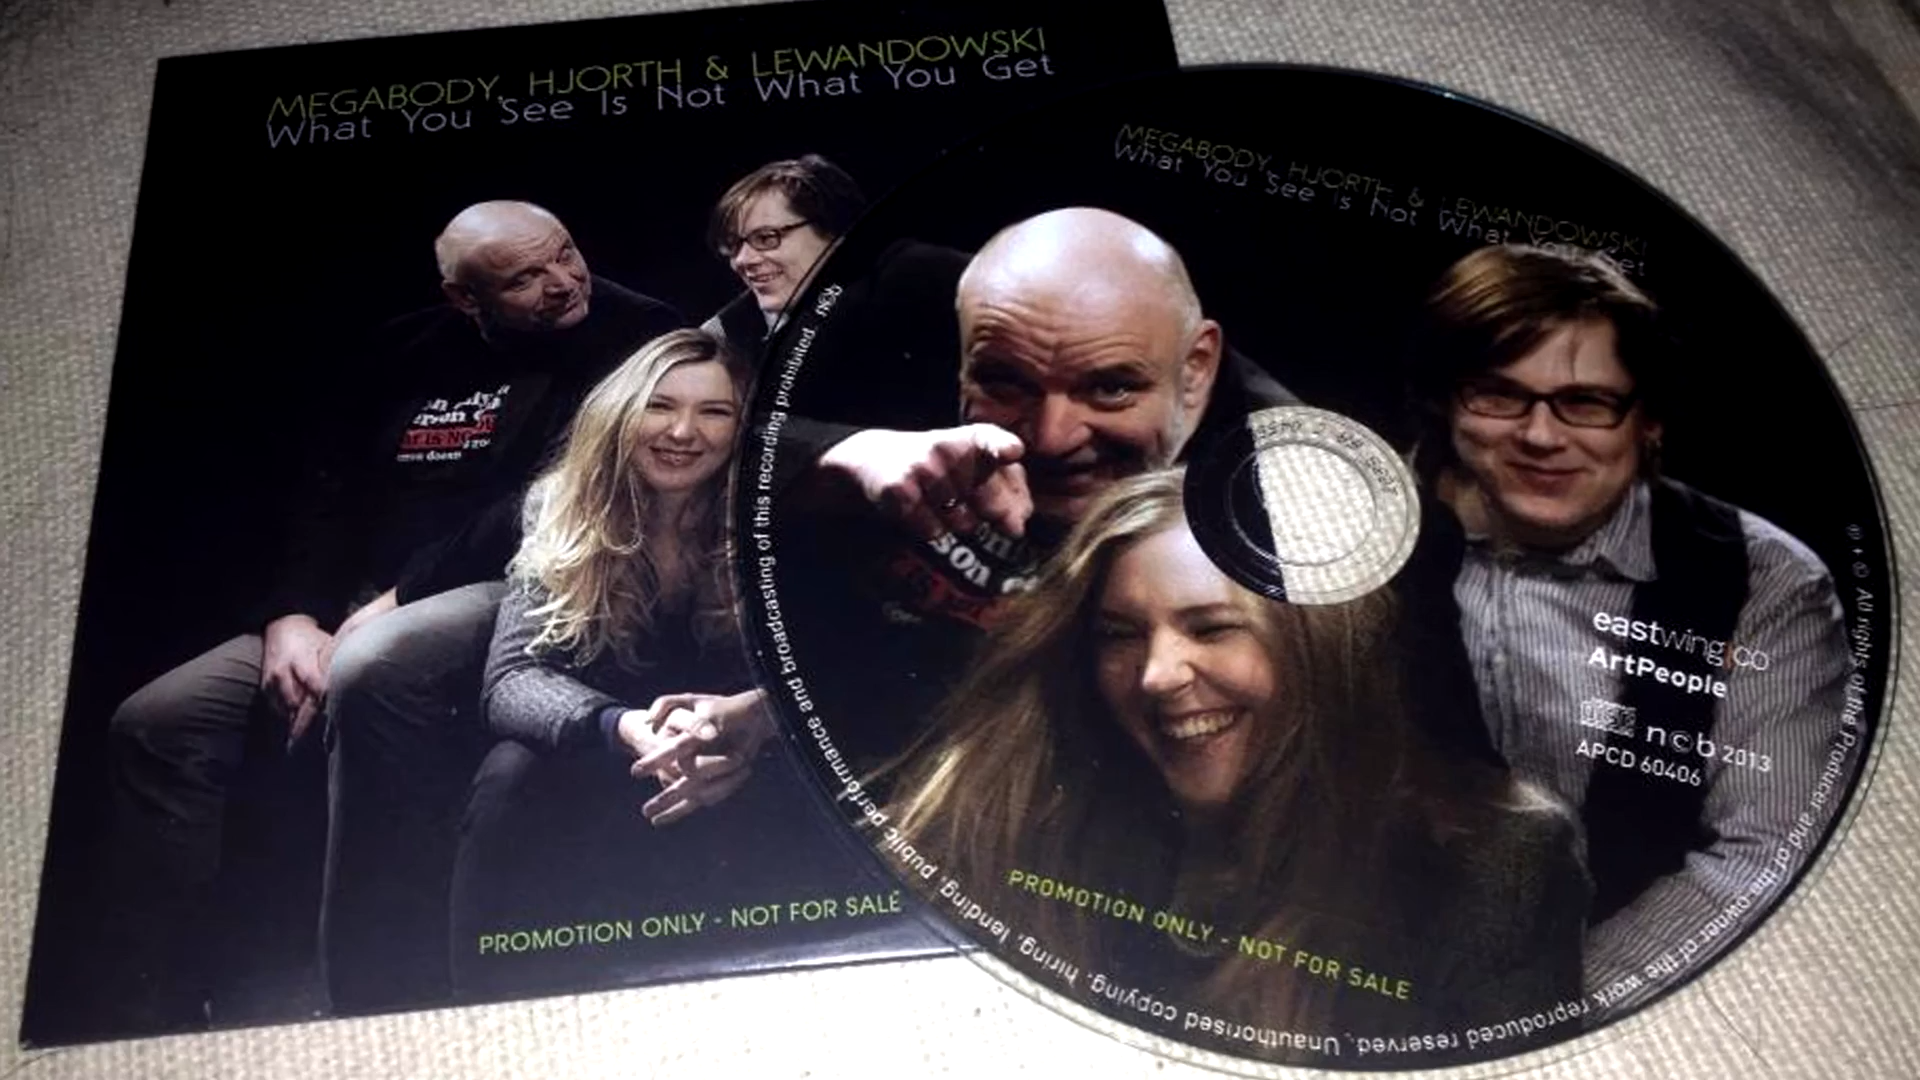 MEGABODY, HJORTH & LEWANDOWSKI
What You See Is Not What You Get
PROMOTION ONLY - NOT FOR SALE
MEGABODY, HJORTH & LEWANDOWSKI
What You See Is Not What You Get
son
eastwing co
ArtPeople
disc
ncb 2013
APCD 60406
PROMOTION ONLY - NOT FOR SALE
℗ + © All rights of the Producer and of the owner of the work reproduced reserved. Unauthorised copying, hiring, lending, public performance and broadcasting of this recording prohibited.